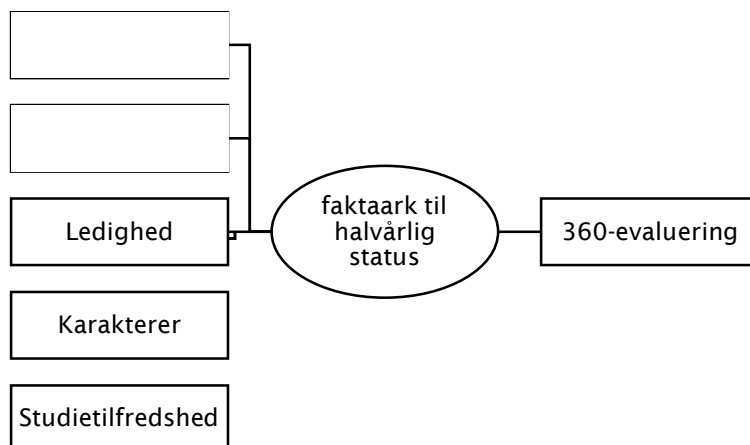 Ledighed
Karakterer
Studietilfredshed
faktaark til
halvårlig
status
360-evaluering